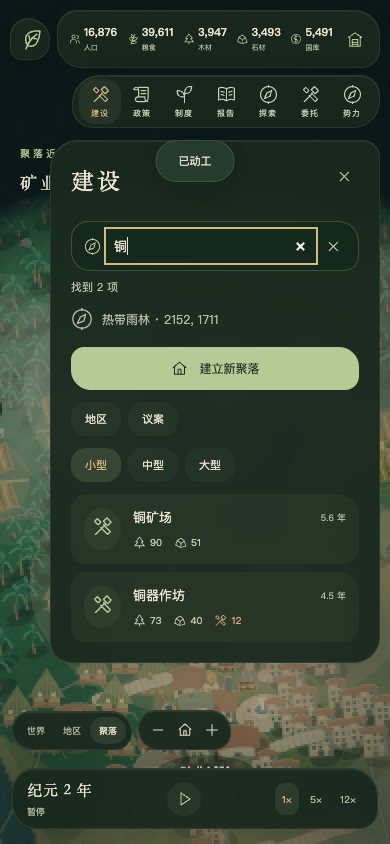 16,876 39,611 3,947 3,493 5,491
人口 粮食 木材 石材 国库
建设 政策 制度 报告 探索 委托 势力
聚落近
矿业
已动工
建设
铜
找到 2 项
热带雨林 · 2152, 1711
建立新聚落
地区 议案
小型 中型 大型
铜矿场 5.6 年
90 51
铜器作坊 4.5 年
73 40 12
世界 地区 聚落
纪元 2 年
暂停
1× 5× 12×